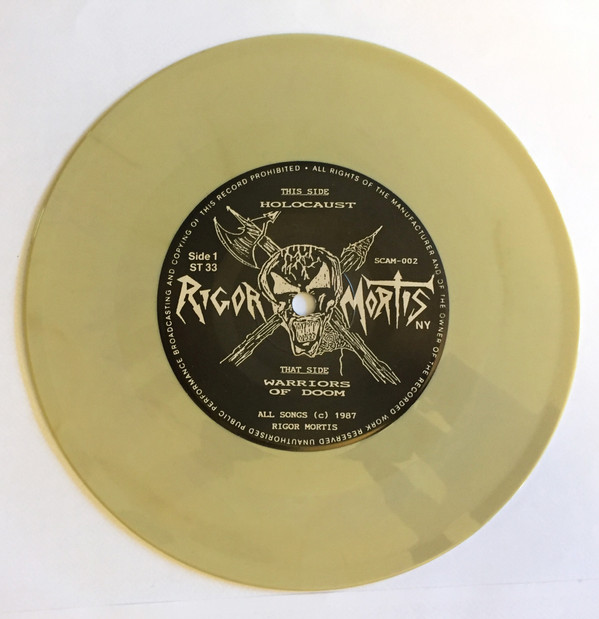 THIS SIDE
HOLOCAUST
Side 1
ST 33
SCAM-002
RIGOR MORTIS
NY
THAT SIDE
WARRIORS
OF DOOM
ALL SONGS (c) 1987
RIGOR MORTIS
• ALL RIGHTS OF THE MANUFACTURER AND OF THE OWNER OF THE RECORDED WORK RESERVED UNAUTHORISED PUBLIC PERFORMANCE BROADCASTING AND COPYING OF THIS RECORD PROHIBITED